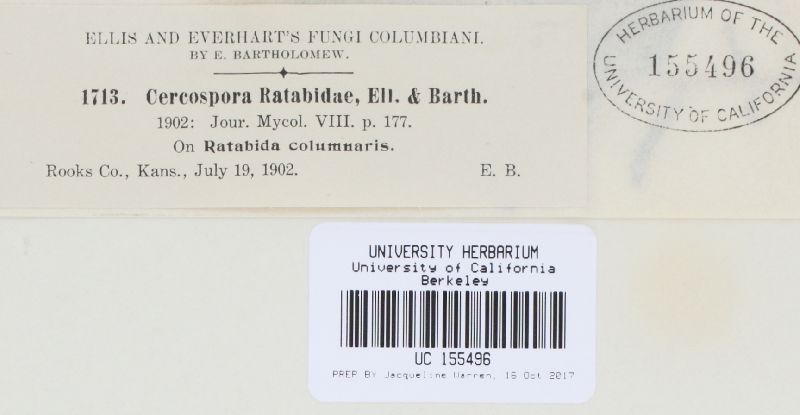 ELLIS AND EVERHART'S FUNGI COLUMBIANI.
BY E. BARTHOLOMEW.
1713. Cercospora Ratabidae, Ell. & Barth.
1902: Jour. Mycol. VIII. p. 177.
On Ratabida columnaris.
Rooks Co., Kans., July 19, 1902. E. B.
HERBARIUM OF THE
155496
UNIVERSITY OF CALIFORNIA
UNIVERSITY HERBARIUM
University of California
Berkeley
UC 155496
PREP BY Jacqueline Warren, 16 Oct 2017